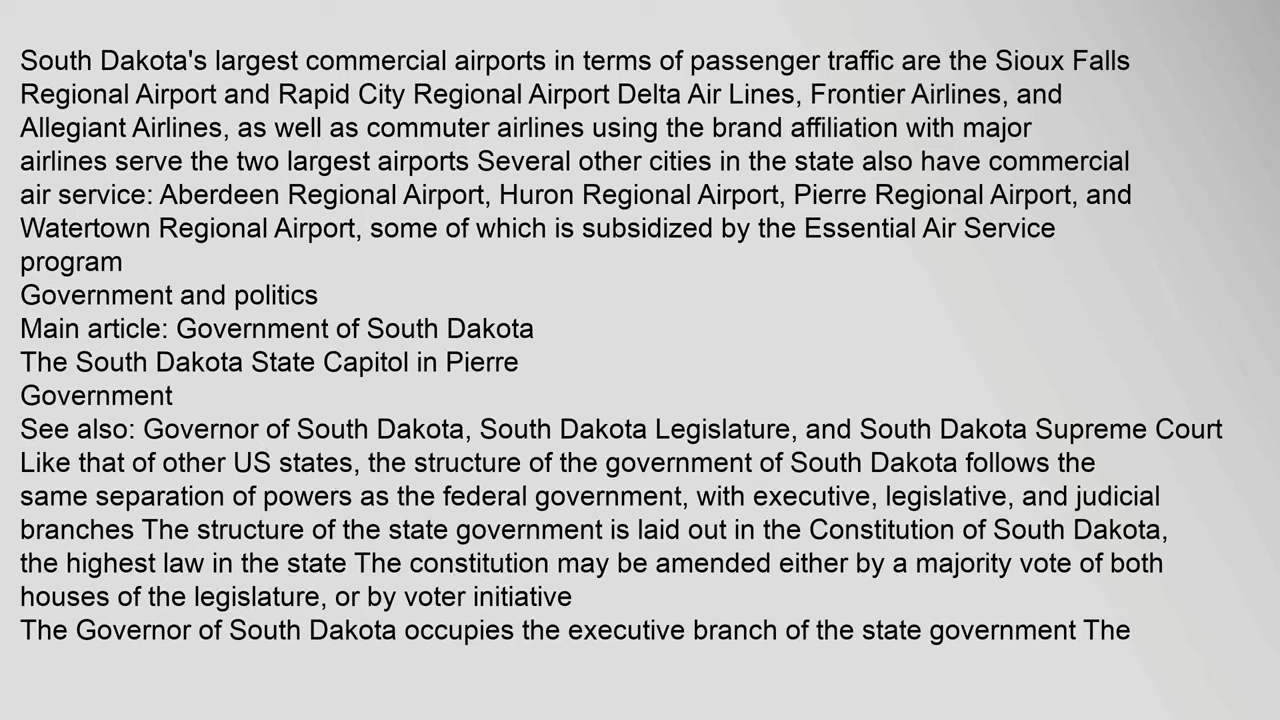 South Dakota's largest commercial airports in terms of passenger traffic are the Sioux Falls
Regional Airport and Rapid City Regional Airport Delta Air Lines, Frontier Airlines, and
Allegiant Airlines, as well as commuter airlines using the brand affiliation with major
airlines serve the two largest airports Several other cities in the state also have commercial
air service: Aberdeen Regional Airport, Huron Regional Airport, Pierre Regional Airport, and
Watertown Regional Airport, some of which is subsidized by the Essential Air Service
program
Government and politics
Main article: Government of South Dakota
The South Dakota State Capitol in Pierre
Government
See also: Governor of South Dakota, South Dakota Legislature, and South Dakota Supreme Court
Like that of other US states, the structure of the government of South Dakota follows the
same separation of powers as the federal government, with executive, legislative, and judicial
branches The structure of the state government is laid out in the Constitution of South Dakota,
the highest law in the state The constitution may be amended either by a majority vote of both
houses of the legislature, or by voter initiative
The Governor of South Dakota occupies the executive branch of the state government The